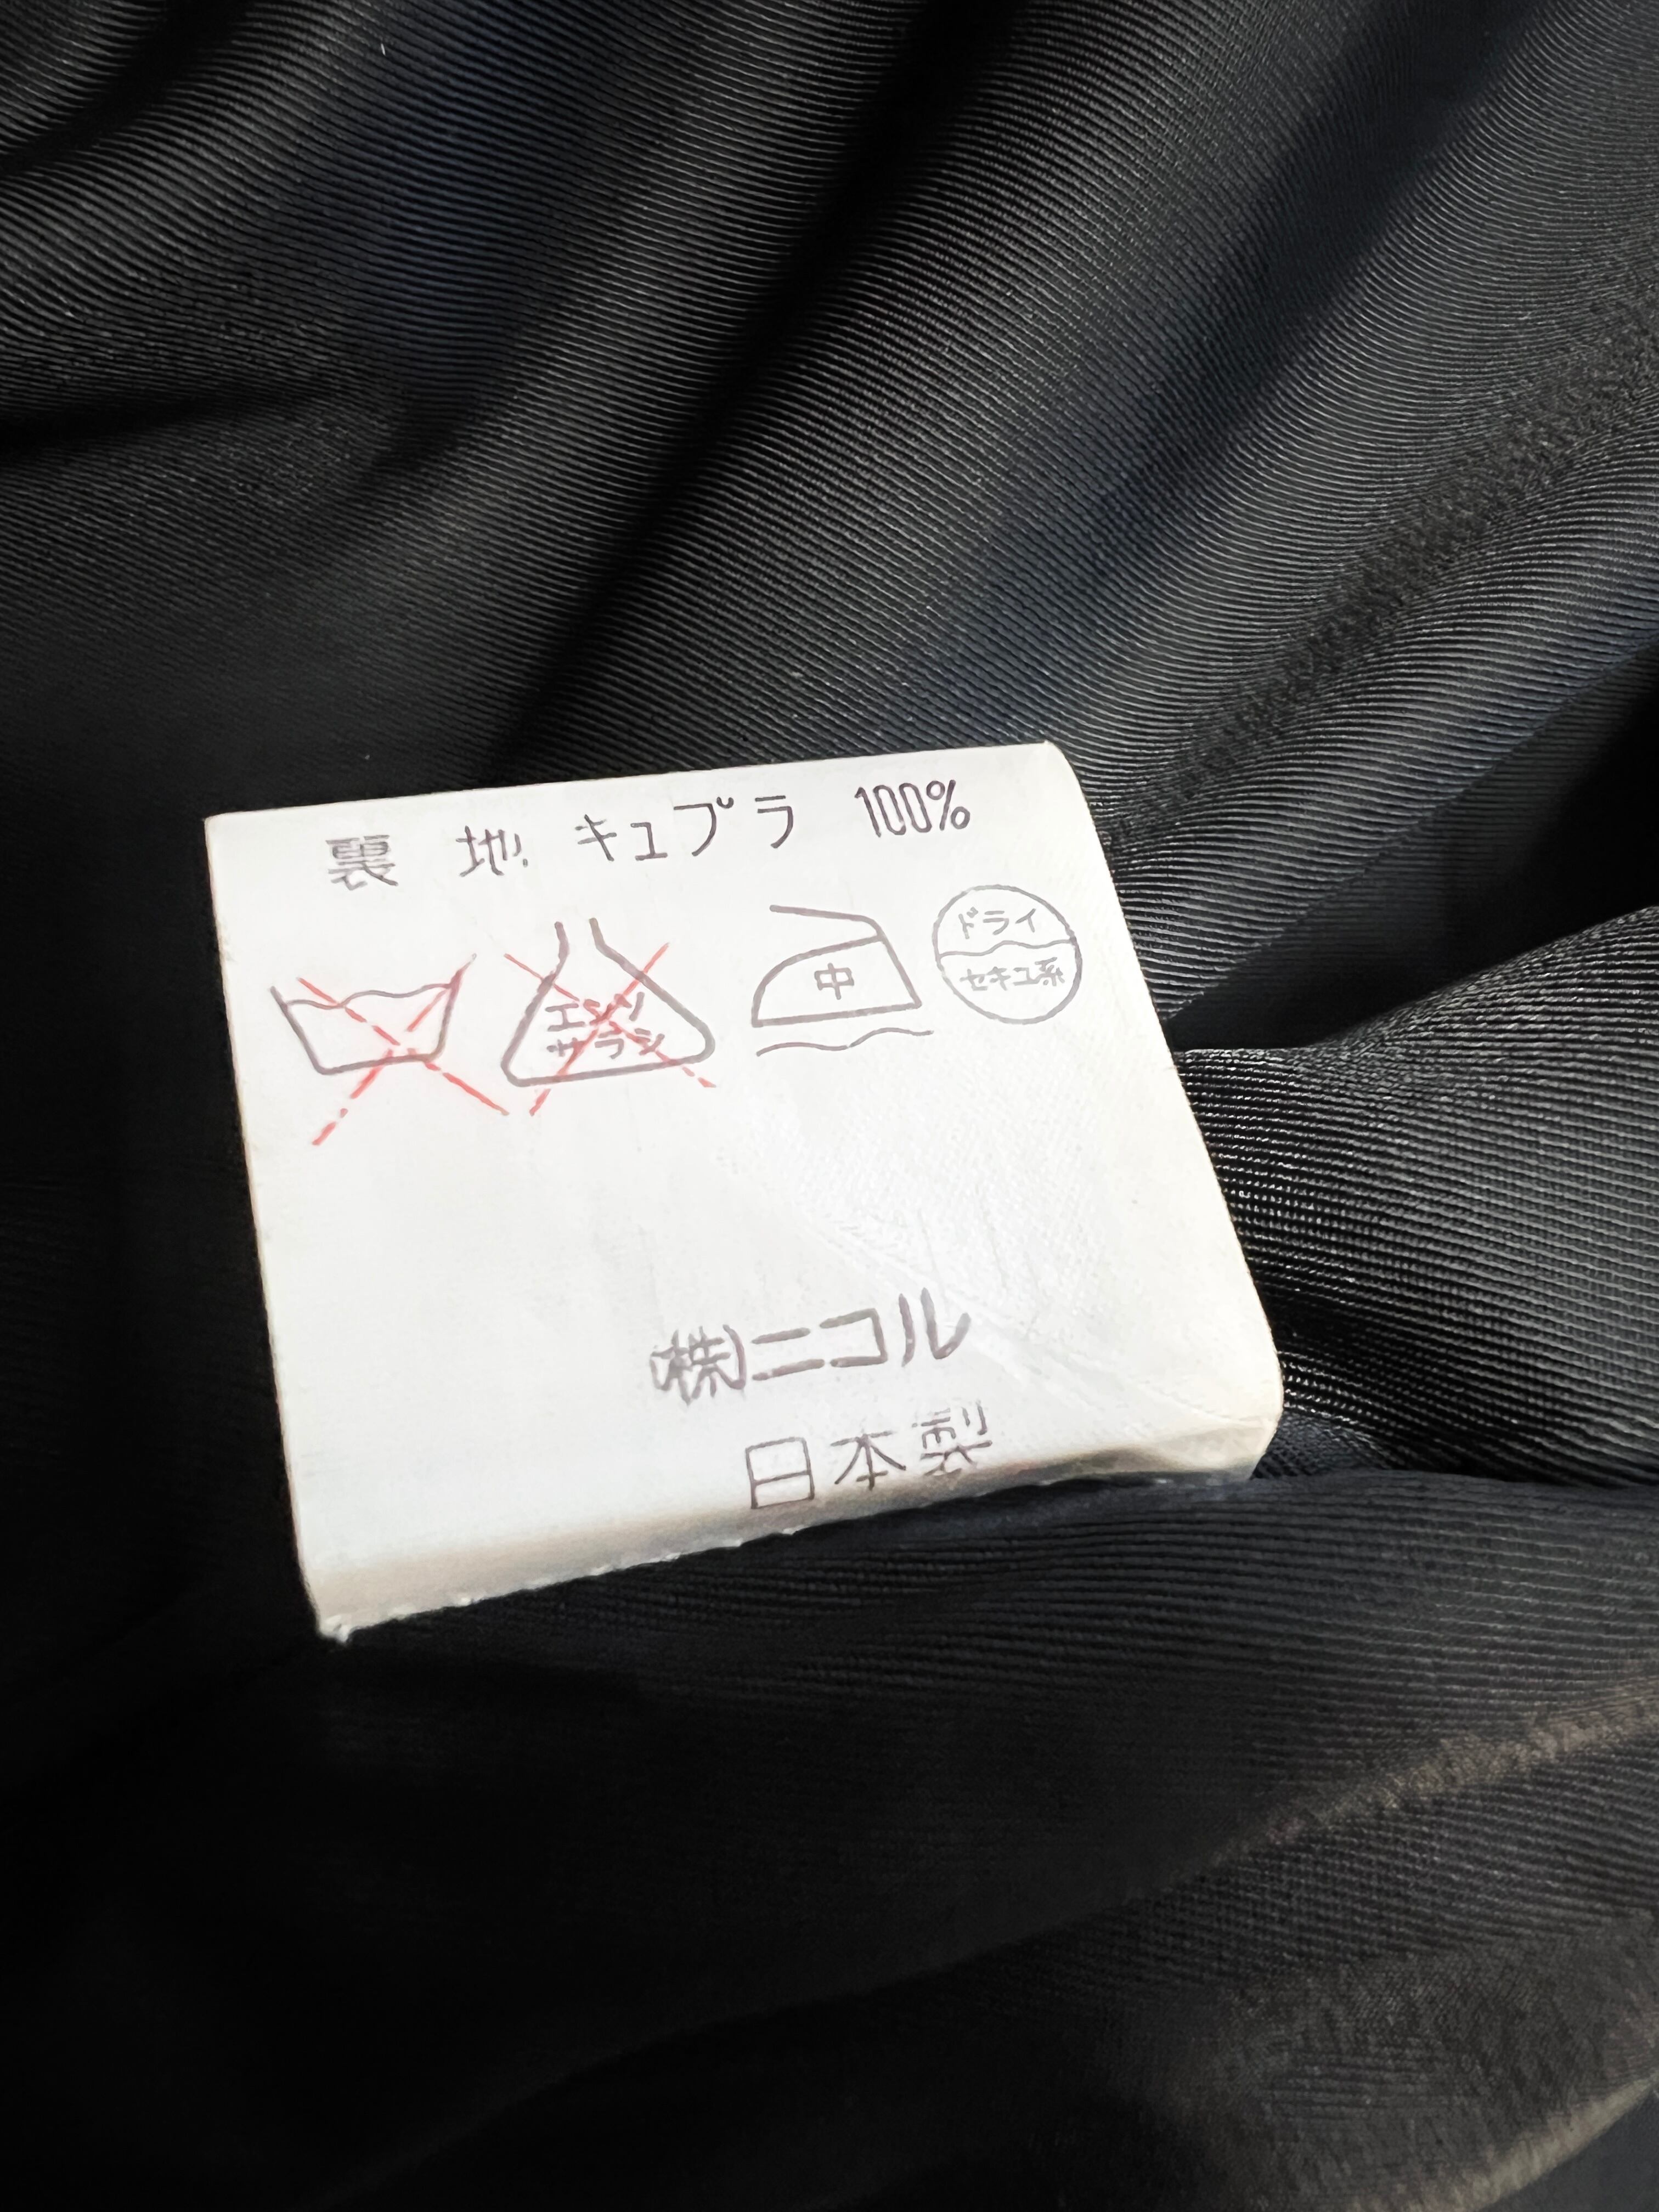 裏地 キュプラ 100%
エンソ
サラシ
中
ドライ
セキユ系
(株)ニコル
日本製